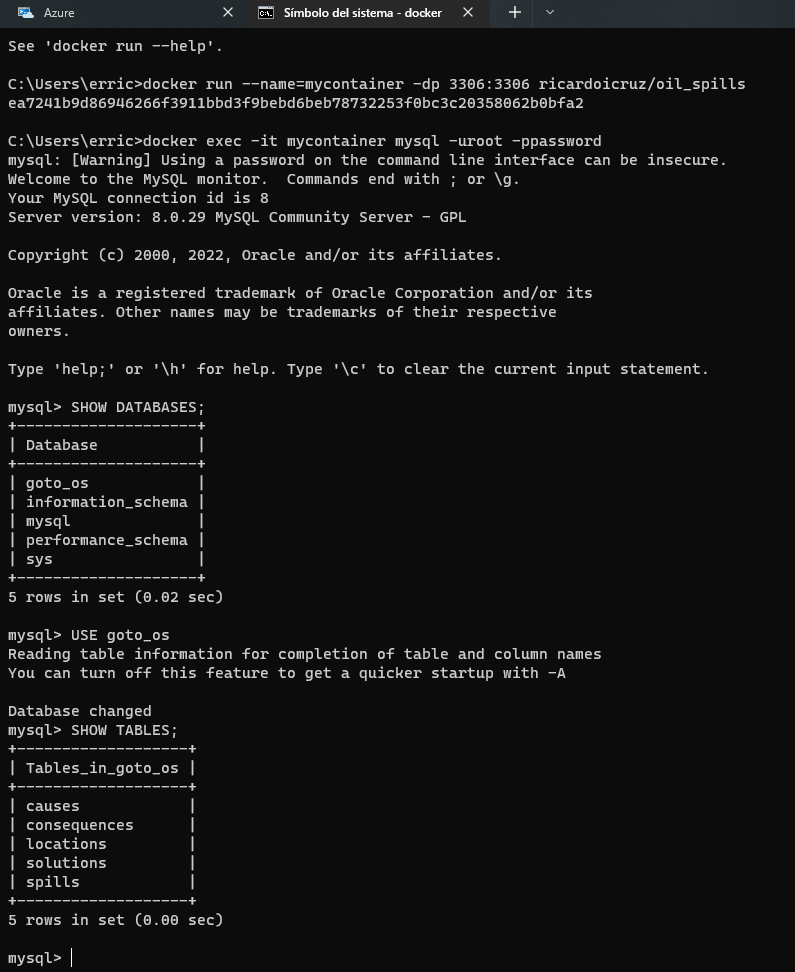 Azure
Símbolo del sistema - docker
See 'docker run --help'.
C:\Users\erric>docker run --name=mycontainer -dp 3306:3306 ricardoicruz/oil_spills
ea7241b9d86946266f3911bbd3f9bebd6beb78732253f0bc3c20358062b0bfa2
C:\Users\erric>docker exec -it mycontainer mysql -uroot -ppassword
mysql: [Warning] Using a password on the command line interface can be insecure.
Welcome to the MySQL monitor.  Commands end with ; or \g.
Your MySQL connection id is 8
Server version: 8.0.29 MySQL Community Server - GPL
Copyright (c) 2000, 2022, Oracle and/or its affiliates.
Oracle is a registered trademark of Oracle Corporation and/or its
affiliates. Other names may be trademarks of their respective
owners.
Type 'help;' or '\h' for help. Type '\c' to clear the current input statement.
mysql> SHOW DATABASES;
+--------------------+
| Database           |
+--------------------+
| goto_os            |
| information_schema |
| mysql              |
| performance_schema |
| sys                |
+--------------------+
5 rows in set (0.02 sec)
mysql> USE goto_os
Reading table information for completion of table and column names
You can turn off this feature to get a quicker startup with -A
Database changed
mysql> SHOW TABLES;
+-------------------+
| Tables_in_goto_os |
+-------------------+
| causes            |
| consequences      |
| locations         |
| solutions         |
| spills            |
+-------------------+
5 rows in set (0.00 sec)
mysql>